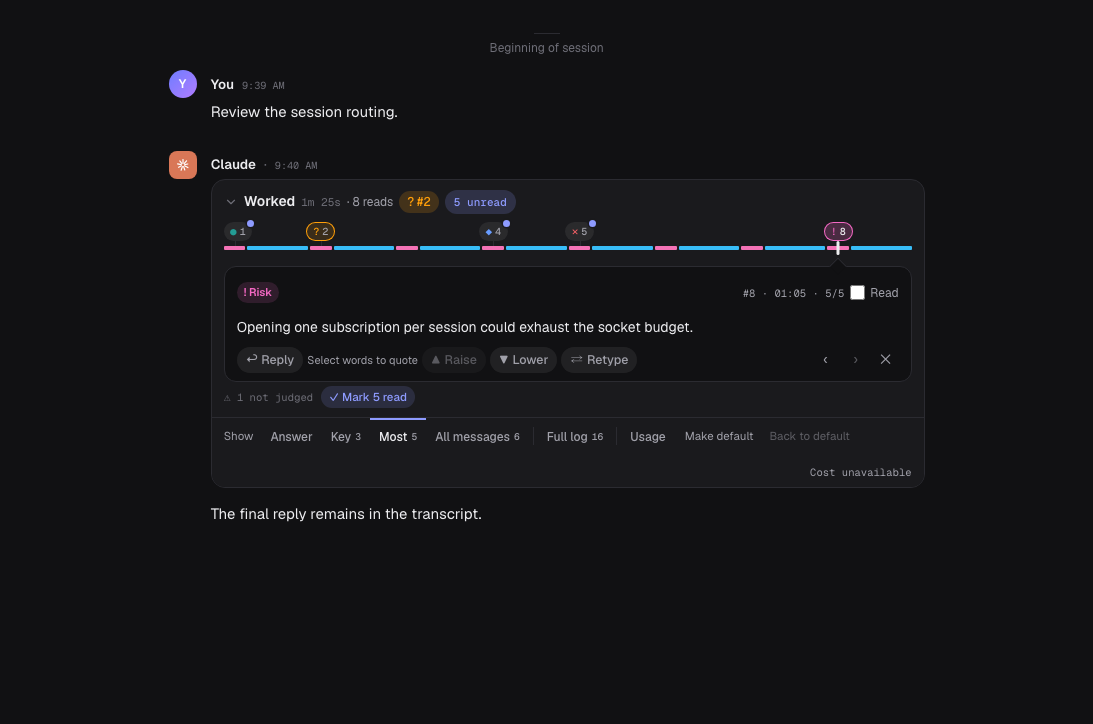 Beginning of session
Y You 9:39 AM
Review the session routing.
Claude · 9:40 AM
Worked 1m 25s · 8 reads ? #2 5 unread
1 ? 2 4 × 5 ! 8
! Risk #8 · 01:05 · 5/5 Read
Opening one subscription per session could exhaust the socket budget.
↩ Reply Select words to quote ▲ Raise ▼ Lower ⇄ Retype ‹ › ×
⚠ 1 not judged ✓ Mark 5 read
Show Answer Key 3 Most 5 All messages 6 Full log 16 Usage Make default Back to default
Cost unavailable
The final reply remains in the transcript.